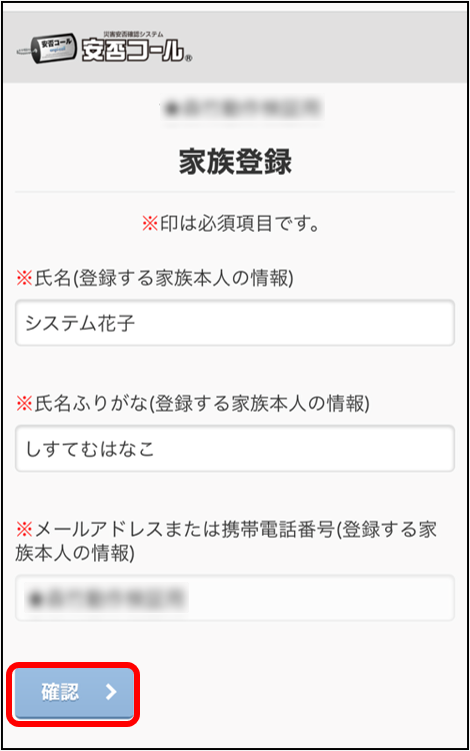 災害安否確認システム
安否コール
安否コール®
家族登録
※印は必須項目です。
※氏名(登録する家族本人の情報)
システム花子
※氏名ふりがな(登録する家族本人の情報)
しすてむはなこ
※メールアドレスまたは携帯電話番号(登録する家
族本人の情報)
確認